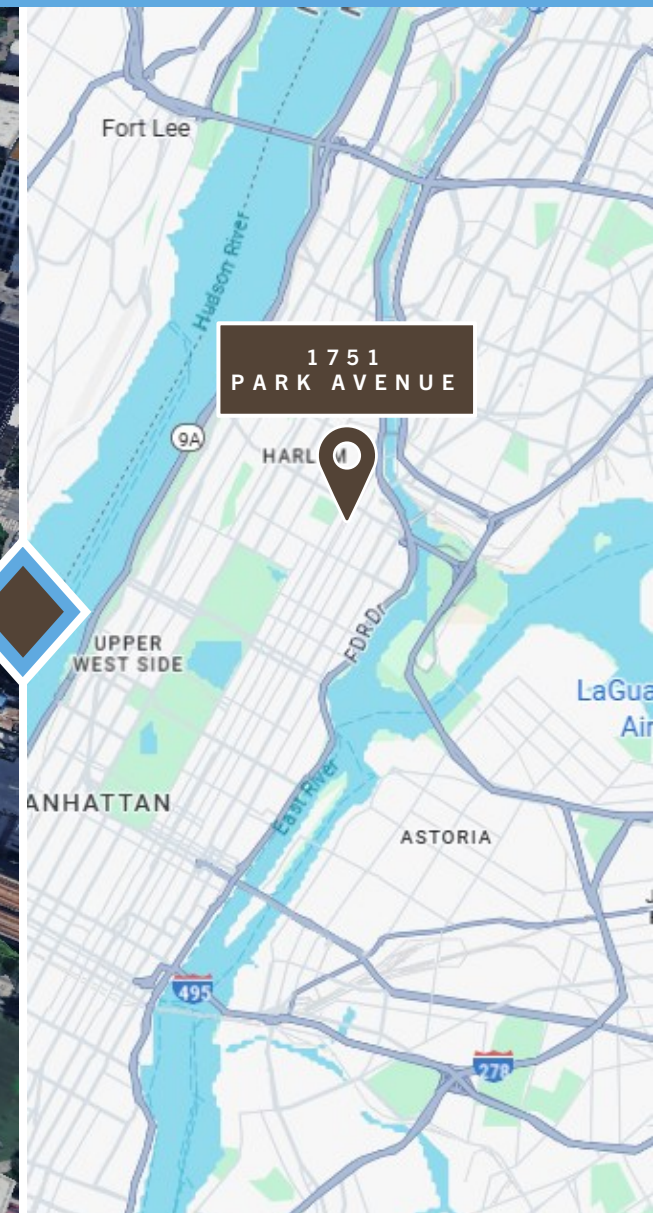 Fort Lee
Hudson River
1751
PARK AVENUE
9A
HARL M
FDR Dr
UPPER
WEST SIDE
LaGua
Air
ANHATTAN
East River
ASTORIA
495
278